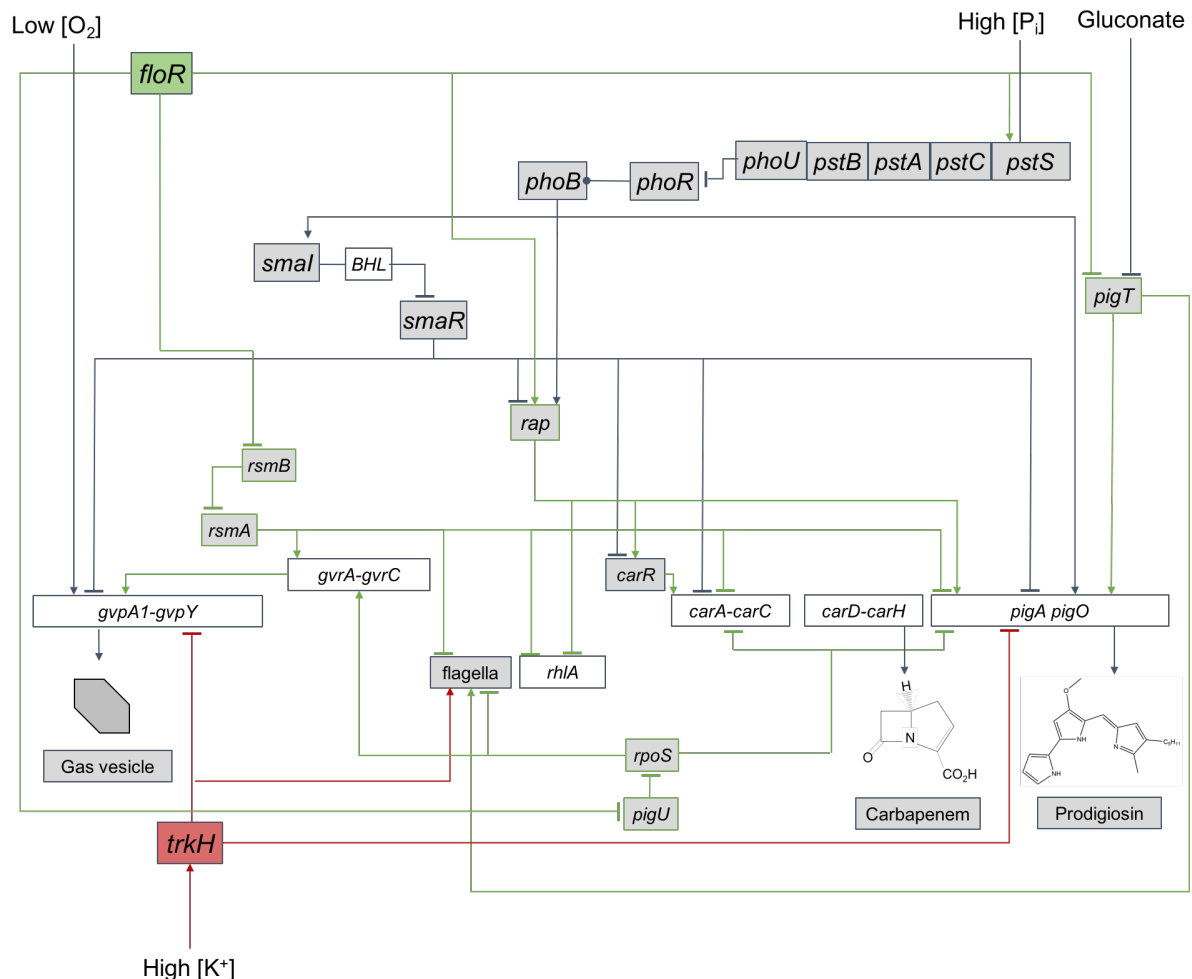 Low [O2]
High [Pi]
Gluconate
floR
phoU
pstB
pstA
pstC
pstS
phoB
phoR
smaI
BHL
pigT
smaR
rap
rsmB
rsmA
gvrA-gvrC
carR
gvpA1-gvpY
carA-carC
carD-carH
pigA pigO
flagella
rhlA
H
N
O
CO2H
O
NH
N
C5H11
NH
rpoS
Gas vesicle
pigU
Carbapenem
Prodigiosin
trkH
High [K+]